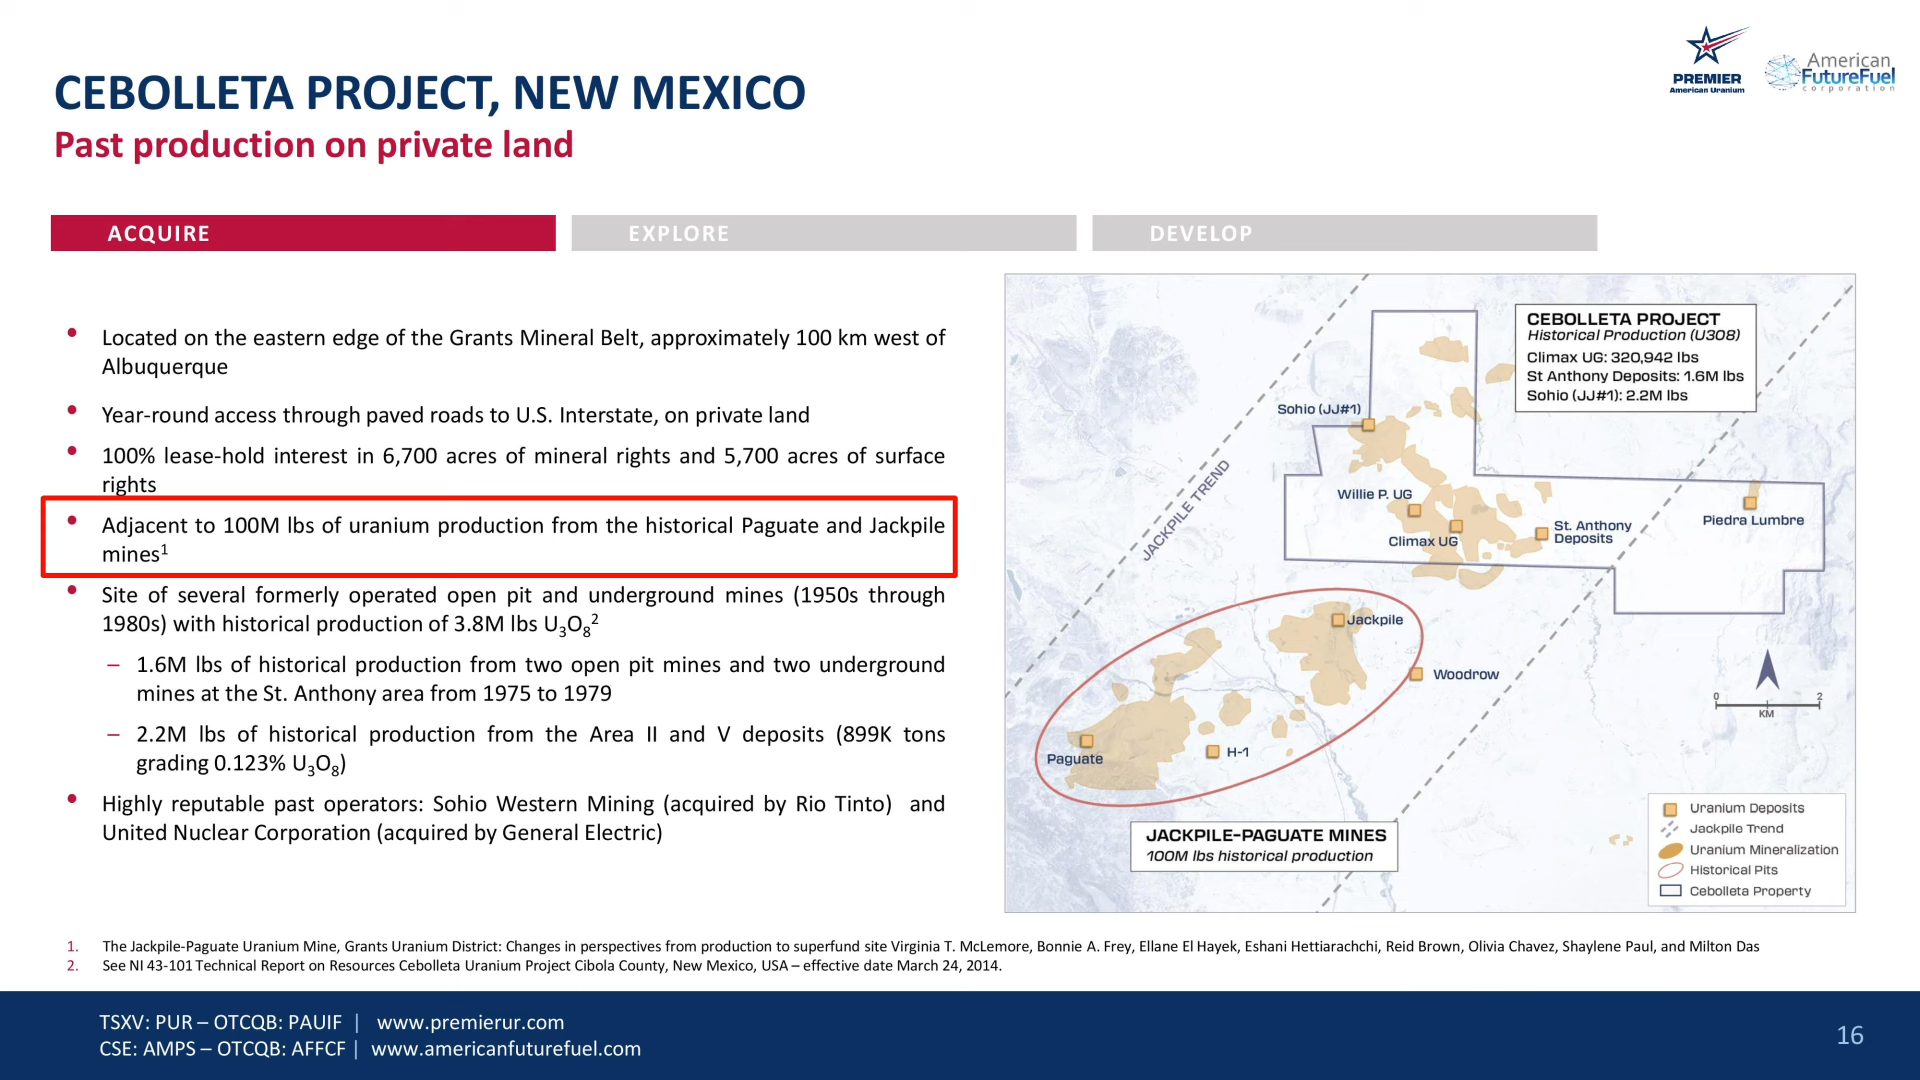 PREMIER
American Uranium
American
FutureFuel
corporation
CEBOLLETA PROJECT, NEW MEXICO
Past production on private land
ACQUIRE
EXPLORE
DEVELOP
• Located on the eastern edge of the Grants Mineral Belt, approximately 100 km west of
Albuquerque
• Year-round access through paved roads to U.S. Interstate, on private land
• 100% lease-hold interest in 6,700 acres of mineral rights and 5,700 acres of surface
rights
• Adjacent to 100M lbs of uranium production from the historical Paguate and Jackpile
mines¹
• Site of several formerly operated open pit and underground mines (1950s through
1980s) with historical production of 3.8M lbs U₃O₈²
– 1.6M lbs of historical production from two open pit mines and two underground
mines at the St. Anthony area from 1975 to 1979
– 2.2M lbs of historical production from the Area II and V deposits (899K tons
grading 0.123% U₃O₈)
• Highly reputable past operators: Sohio Western Mining (acquired by Rio Tinto) and
United Nuclear Corporation (acquired by General Electric)
CEBOLLETA PROJECT
Historical Production (U308)
Climax UG: 320,942 lbs
St Anthony Deposits: 1.6M lbs
Sohio (JJ#1): 2.2M lbs
Sohio (JJ#1)
JACKPILE TREND
Willie P. UG
Climax UG
St. Anthony
Deposits
Piedra Lumbre
Jackpile
Woodrow
H-1
Paguate
0
2
KM
JACKPILE-PAGUATE MINES
100M lbs historical production
Uranium Deposits
Jackpile Trend
Uranium Mineralization
Historical Pits
Cebolleta Property
1. The Jackpile-Paguate Uranium Mine, Grants Uranium District: Changes in perspectives from production to superfund site Virginia T. McLemore, Bonnie A. Frey, Ellane El Hayek, Eshani Hettiarachchi, Reid Brown, Olivia Chavez, Shaylene Paul, and Milton Das
2. See NI 43-101 Technical Report on Resources Cebolleta Uranium Project Cibola County, New Mexico, USA – effective date March 24, 2014.
TSXV: PUR – OTCQB: PAUIF | www.premierur.com
CSE: AMPS – OTCQB: AFFCF | www.americanfuturefuel.com
16